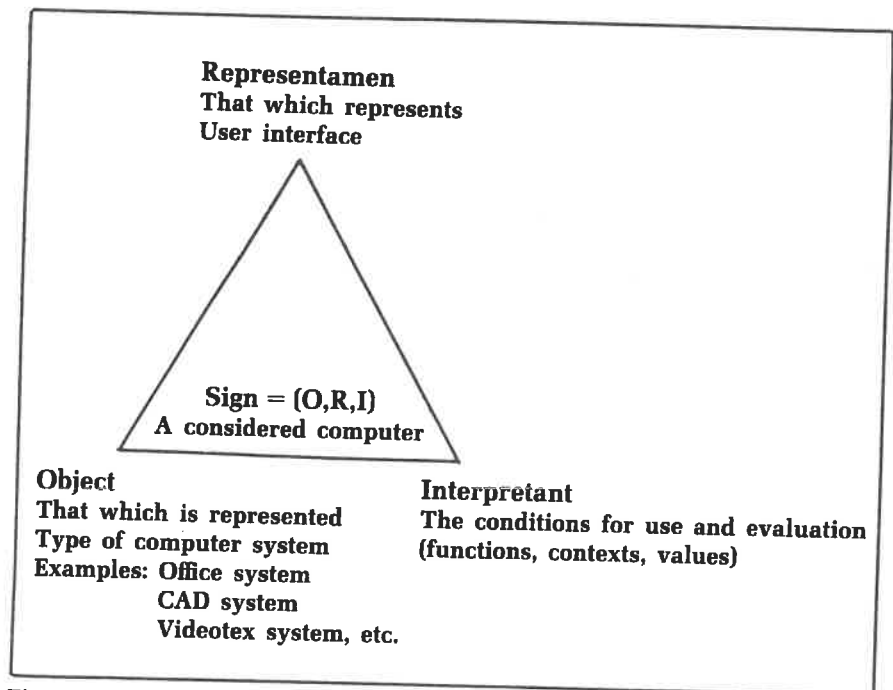 Representamen
That which represents
User interface
Sign = (O,R,I)
A considered computer
Object
That which is represented
Type of computer system
Examples: Office system
CAD system
Videotex system, etc.
Interpretant
The conditions for use and evaluation
(functions, contexts, values)